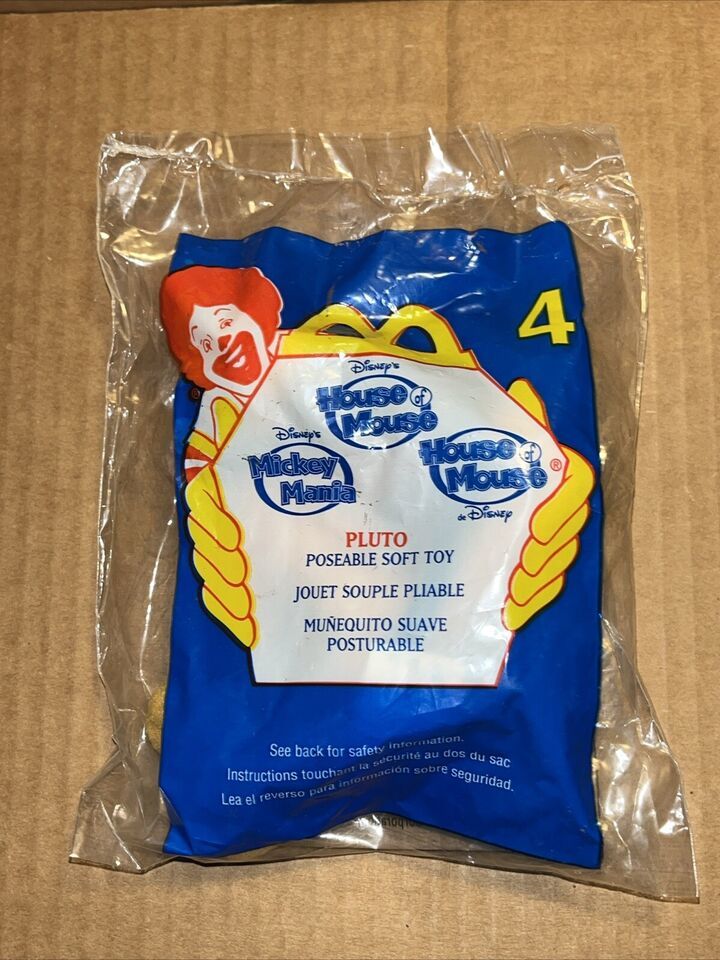 4
DISNEY'S
House of
Mouse
DISNEY'S
Mickey
Mania
House of
Mouse ®
de DISNEY
PLUTO
POSEABLE SOFT TOY
JOUET SOUPLE PLIABLE
MUÑEQUITO SUAVE
POSTURABLE
See back for safety information.
Instructions touchant la sécurité au dos du sac
Lea el reverso para información sobre seguridad.